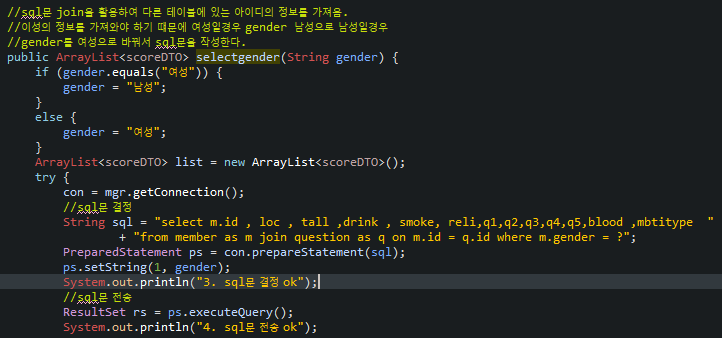 //sql문 join을 활용하여 다른 테이블에 있는 아이디의 정보를 가져옴.
//이성의 정보를 가져와야 하기 때문에 여성일경우 gender 남성으로 남성일경우
//gender를 여성으로 바꿔서 sql문을 작성한다.
public ArrayList<scoreDTO> selectgender(String gender) {
if (gender.equals("여성")) {
gender = "남성";
}
else {
gender = "여성";
}
ArrayList<scoreDTO> list = new ArrayList<scoreDTO>();
try {
con = mgr.getConnection();
//sql문 결정
String sql = "select m.id , loc , tall ,drink , smoke, reli,q1,q2,q3,q4,q5,blood ,mbtitype  "
+ "from member as m join question as q on m.id = q.id where m.gender = ?";
PreparedStatement ps = con.prepareStatement(sql);
ps.setString(1, gender);
System.out.println("3. sql문 결정 ok");
//sql문 전송
ResultSet rs = ps.executeQuery();
System.out.println("4. sql문 전송 ok");